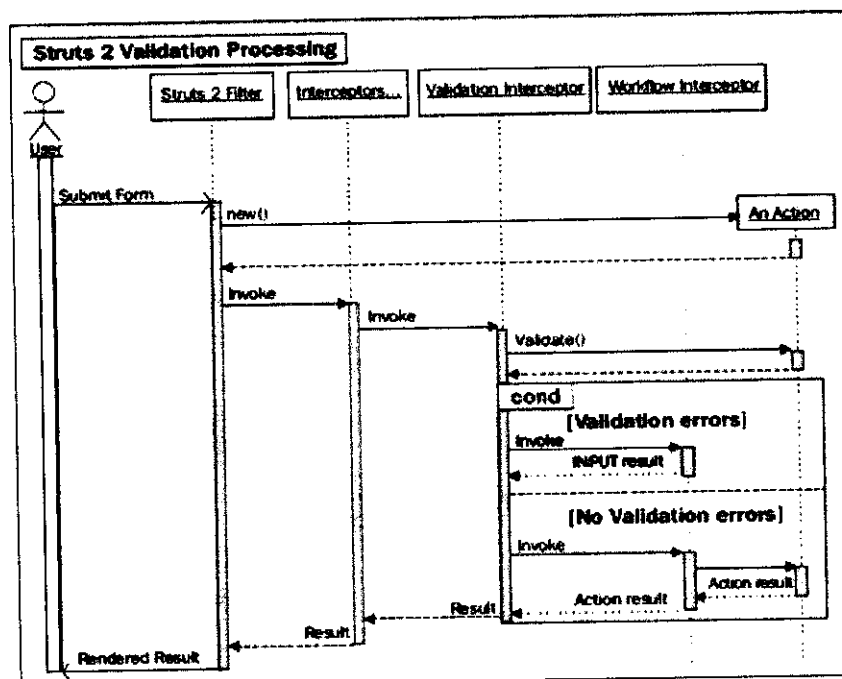 Struts 2 Validation Processing
Struts 2 Filter
Interceptors...
Validation Interceptor
Workflow Interceptor
User
Submit Form
new()
An Action
Invoke
Invoke
Validate()
cond
[Validation errors]
Invoke
INPUT result
[No Validation errors]
Invoke
Action result
Action result
Result
Result
Rendered Result